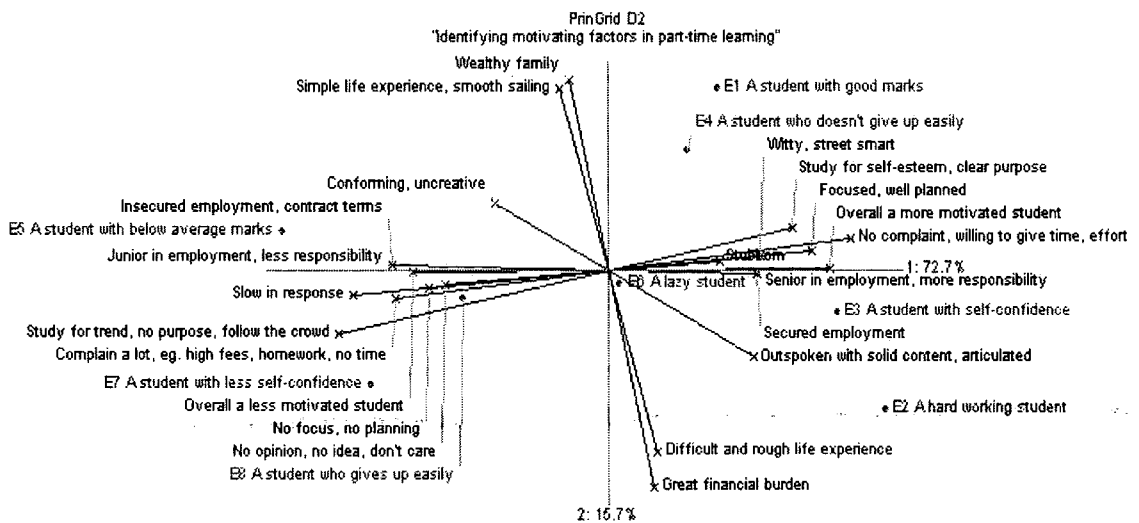 PrinGrid D2
"Identifying motivating factors in part-time learning"
Wealthy family
Simple life experience, smooth sailing
E1 A student with good marks
E4 A student who doesn't give up easily
Witty, street smart
Study for self-esteem, clear purpose
Conforming, uncreative
Focused, well planned
Insecured employment, contract terms
Overall a more motivated student
E5 A student with below average marks
No complaint, willing to give time, effort
Junior in employment, less responsibility
Stubborn
1: 72.7%
E6 A lazy student
Senior in employment, more responsibility
Slow in response
E3 A student with self-confidence
Study for trend, no purpose, follow the crowd
Secured employment
Complain a lot, eg. high fees, homework, no time
Outspoken with solid content, articulated
E7 A student with less self-confidence
Overall a less motivated student
E2 A hard working student
No focus, no planning
No opinion, no idea, don't care
Difficult and rough life experience
E8 A student who gives up easily
Great financial burden
2: 15.7%